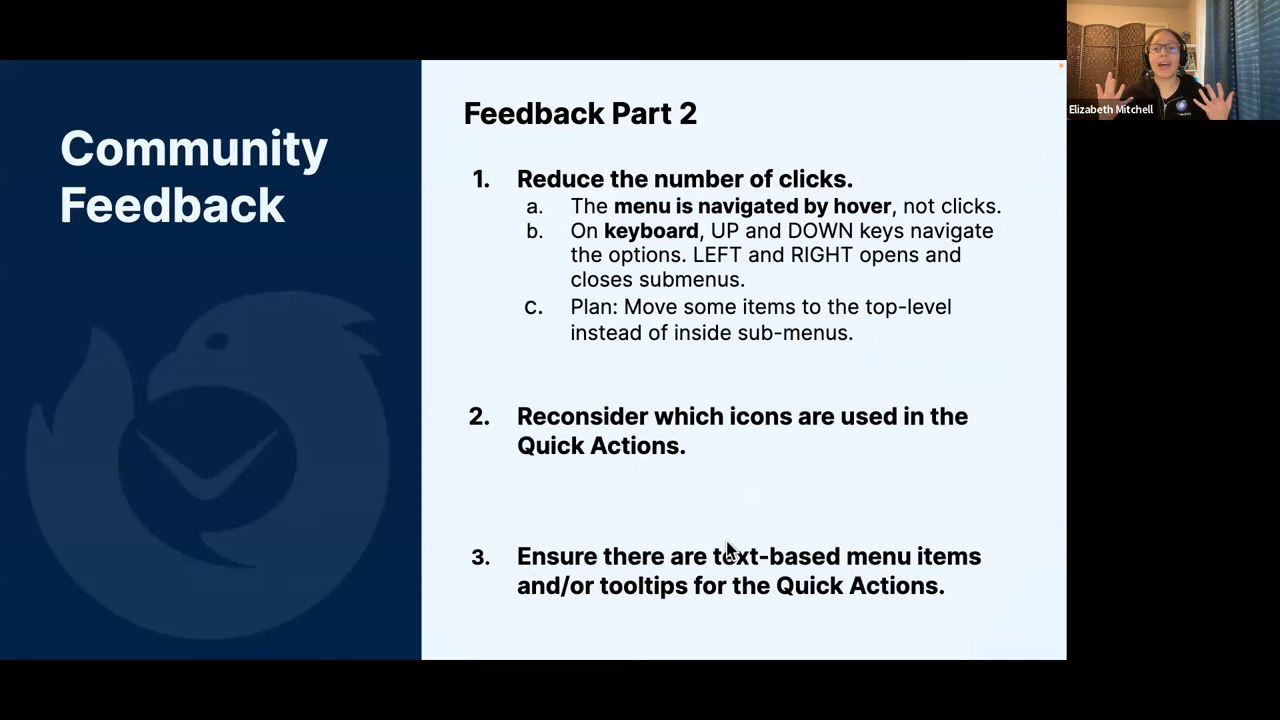 Community
Feedback
Feedback Part 2
1. Reduce the number of clicks.
a. The menu is navigated by hover, not clicks.
b. On keyboard, UP and DOWN keys navigate
the options. LEFT and RIGHT opens and
closes submenus.
c. Plan: Move some items to the top-level
instead of inside sub-menus.
2. Reconsider which icons are used in the
Quick Actions.
3. Ensure there are text-based menu items
and/or tooltips for the Quick Actions.
Elizabeth Mitchell